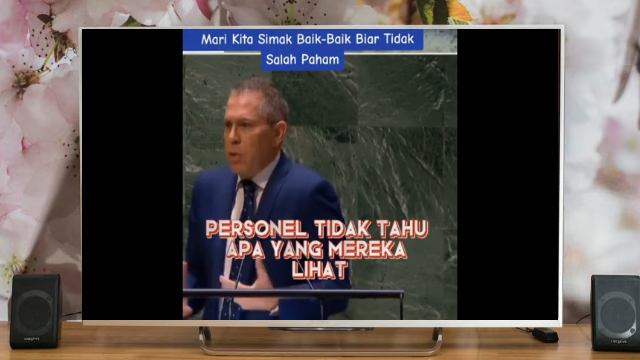 Mari Kita Simak Baik-Baik Biar Tidak
Salah Paham
PERSONEL, TIDAK TAHU
APA YANG MEREKA
LIHAT